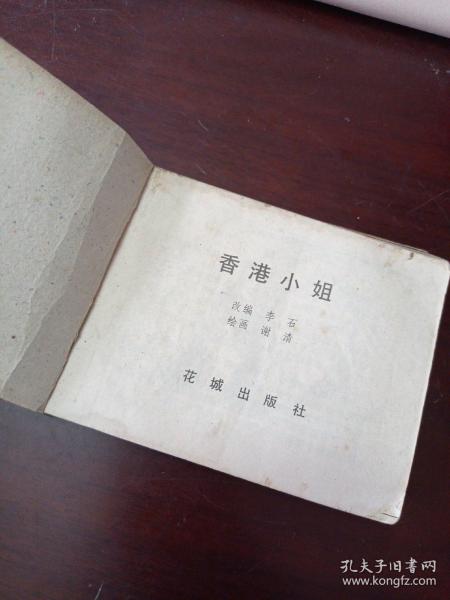 香港小姐
改编 李石
绘画 谢清
花城出版社
孔夫子旧书网
www.kongfz.com